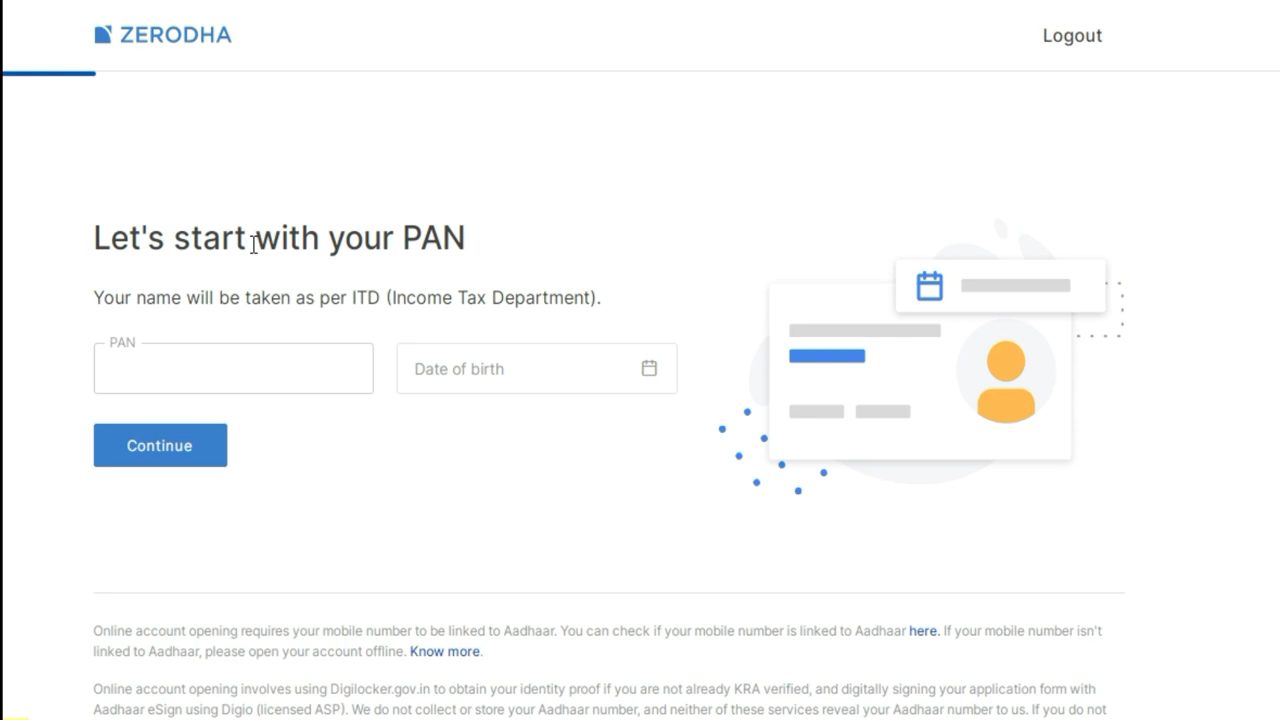 ZERODHA
Logout
Let's start with your PAN
Your name will be taken as per ITD (Income Tax Department).
PAN
Date of birth
Continue
Online account opening requires your mobile number to be linked to Aadhaar. You can check if your mobile number is linked to Aadhaar here. If your mobile number isn't
linked to Aadhaar, please open your account offline. Know more.
Online account opening involves using Digilocker.gov.in to obtain your identity proof if you are not already KRA verified, and digitally signing your application form with
Aadhaar eSign using Digio (licensed ASP). We do not collect or store your Aadhaar number, and neither of these services reveal your Aadhaar number to us. If you do not